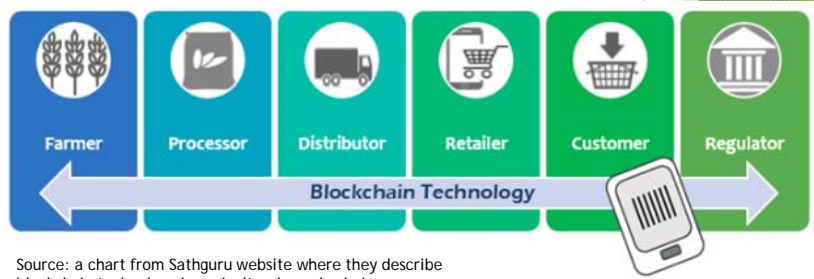 Farmer
Processor
Distributor
Retailer
Customer
Regulator
Blockchain Technology
Source: a chart from Sathguru website where they describe